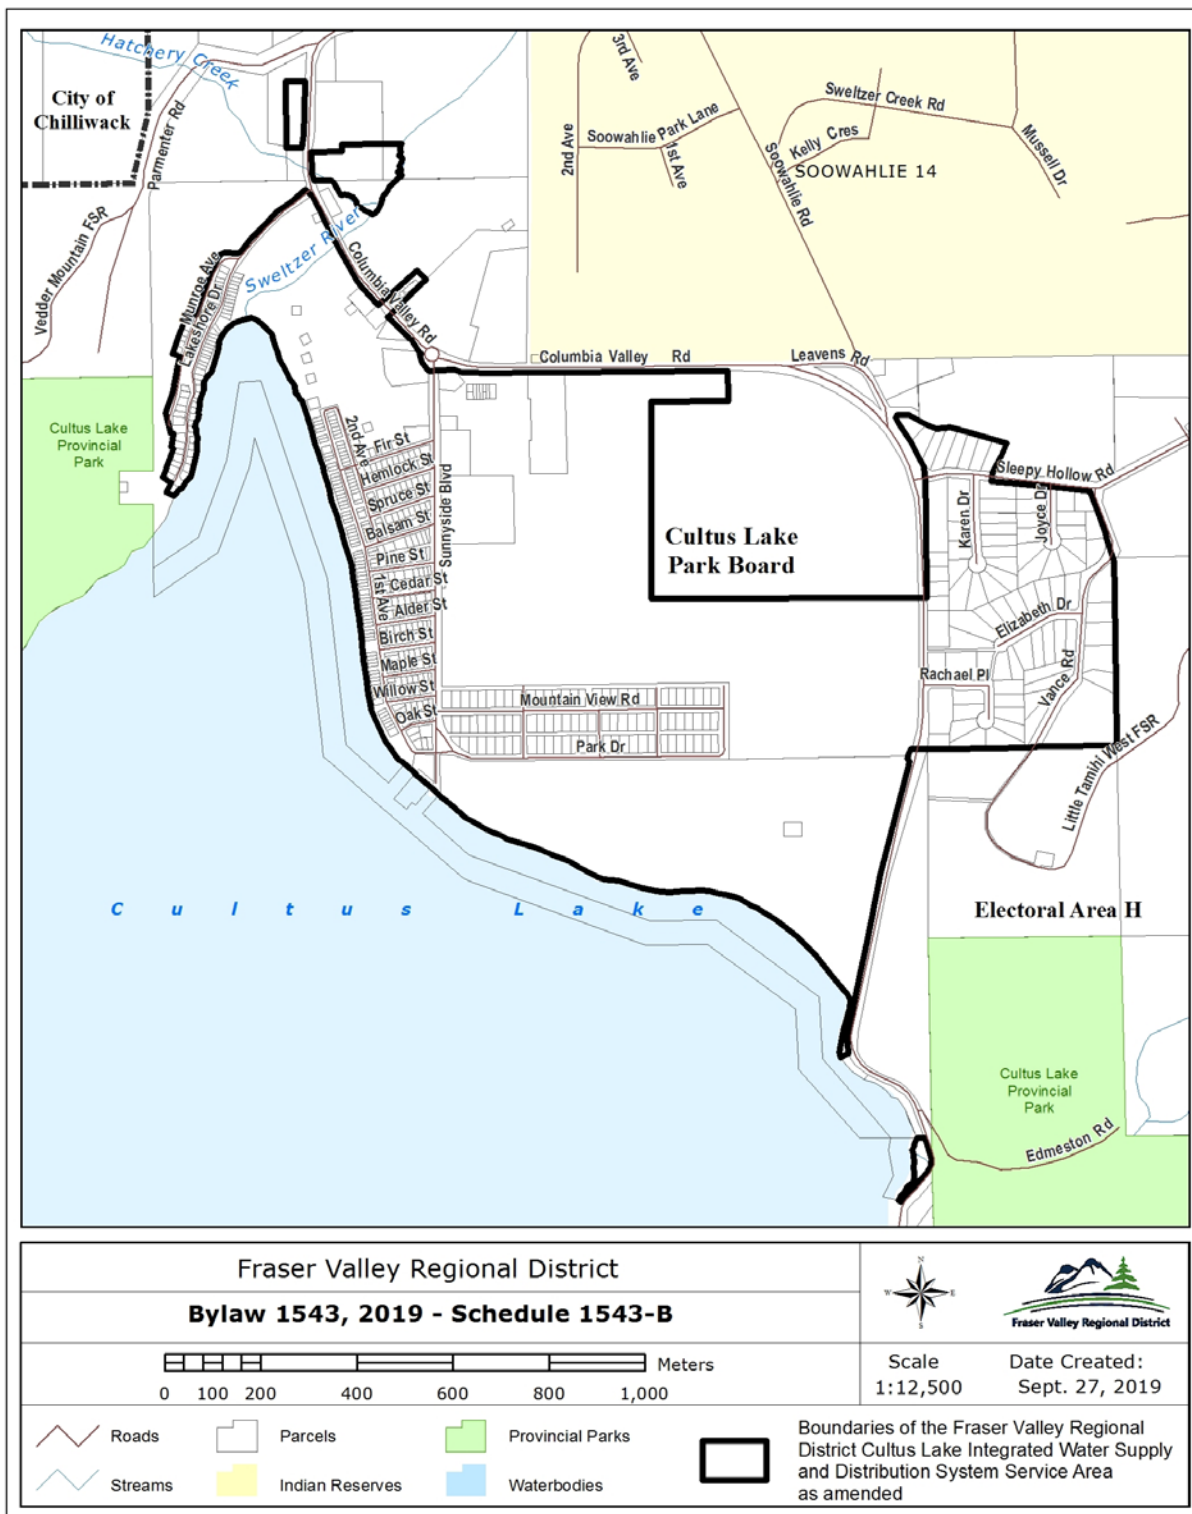 Hatchery Creek
City of
Chilliwack
Parmenter Rd
Vedder Mountain FSR
3rd Ave
2nd Ave
Soowahlie Park Lane
1st Ave
Soowahlie Rd
Sweltzer Creek Rd
Kelly Cres
Mussell Dr
SOOWAHLIE 14
Sweltzer River
Munroe Ave
Lakeshore Dr
Columbia Valley Rd
Columbia Valley Rd
Leavens Rd
Cultus Lake
Provincial
Park
2nd Ave
Fir St
Hemlock St
Spruce St
Balsam St
Pine St
Cedar St
Alder St
Birch St
Maple St
Willow St
Oak St
1st Ave
Sunnyside Blvd
Cultus Lake
Park Board
Sleepy Hollow Rd
Karen Dr
Joyce Dr
Elizabeth Dr
Rachael Pl
Vance Rd
Mountain View Rd
Park Dr
Little Tamihi West FSR
Cultus Lake
Electoral Area H
Cultus Lake
Provincial
Park
Edmeston Rd
Fraser Valley Regional District
Bylaw 1543, 2019 - Schedule 1543-B
Meters
0 100 200 400 600 800 1,000
N
W E
S
Fraser Valley Regional District
Scale
1:12,500
Date Created:
Sept. 27, 2019
Roads
Parcels
Provincial Parks
Streams
Indian Reserves
Waterbodies
Boundaries of the Fraser Valley Regional
District Cultus Lake Integrated Water Supply
and Distribution System Service Area
as amended